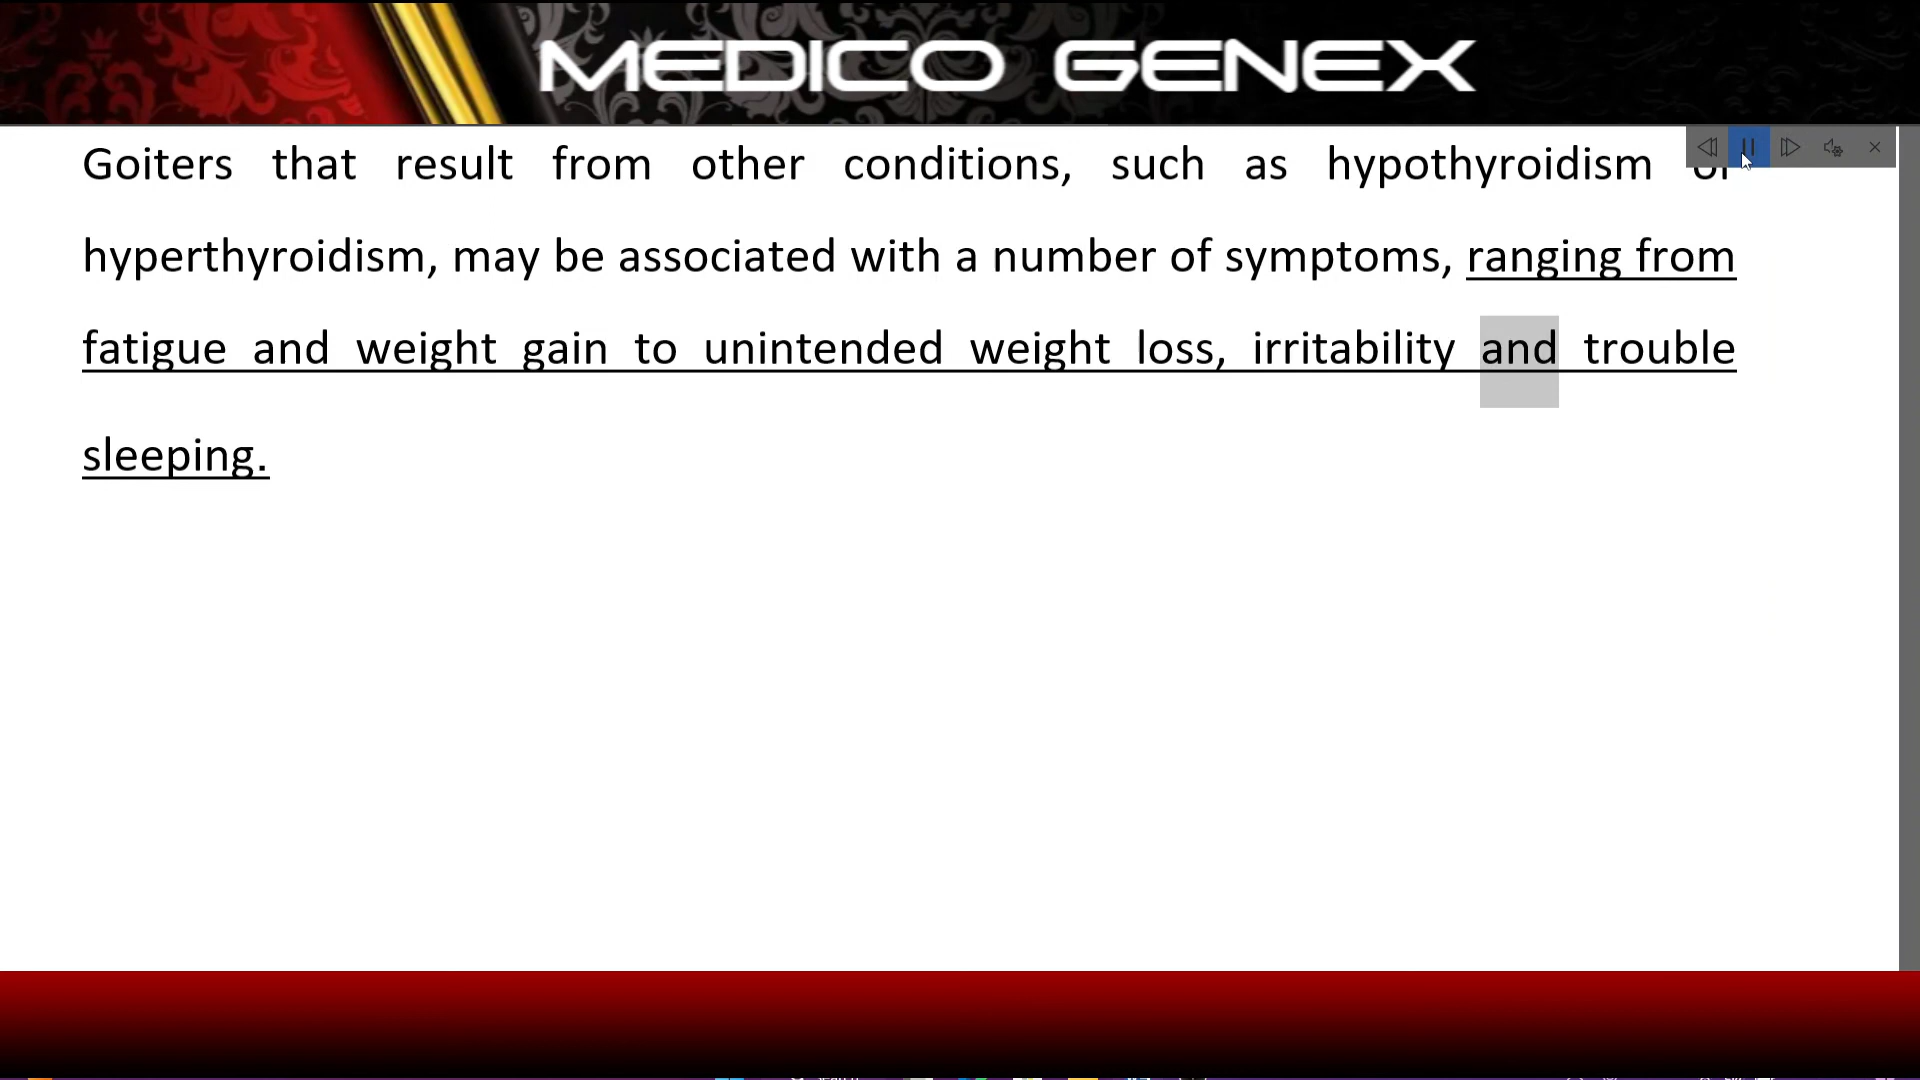 MEDICO GENEX
Goiters that result from other conditions, such as hypothyroidism or
hyperthyroidism, may be associated with a number of symptoms, ranging from
fatigue and weight gain to unintended weight loss, irritability and trouble
sleeping.